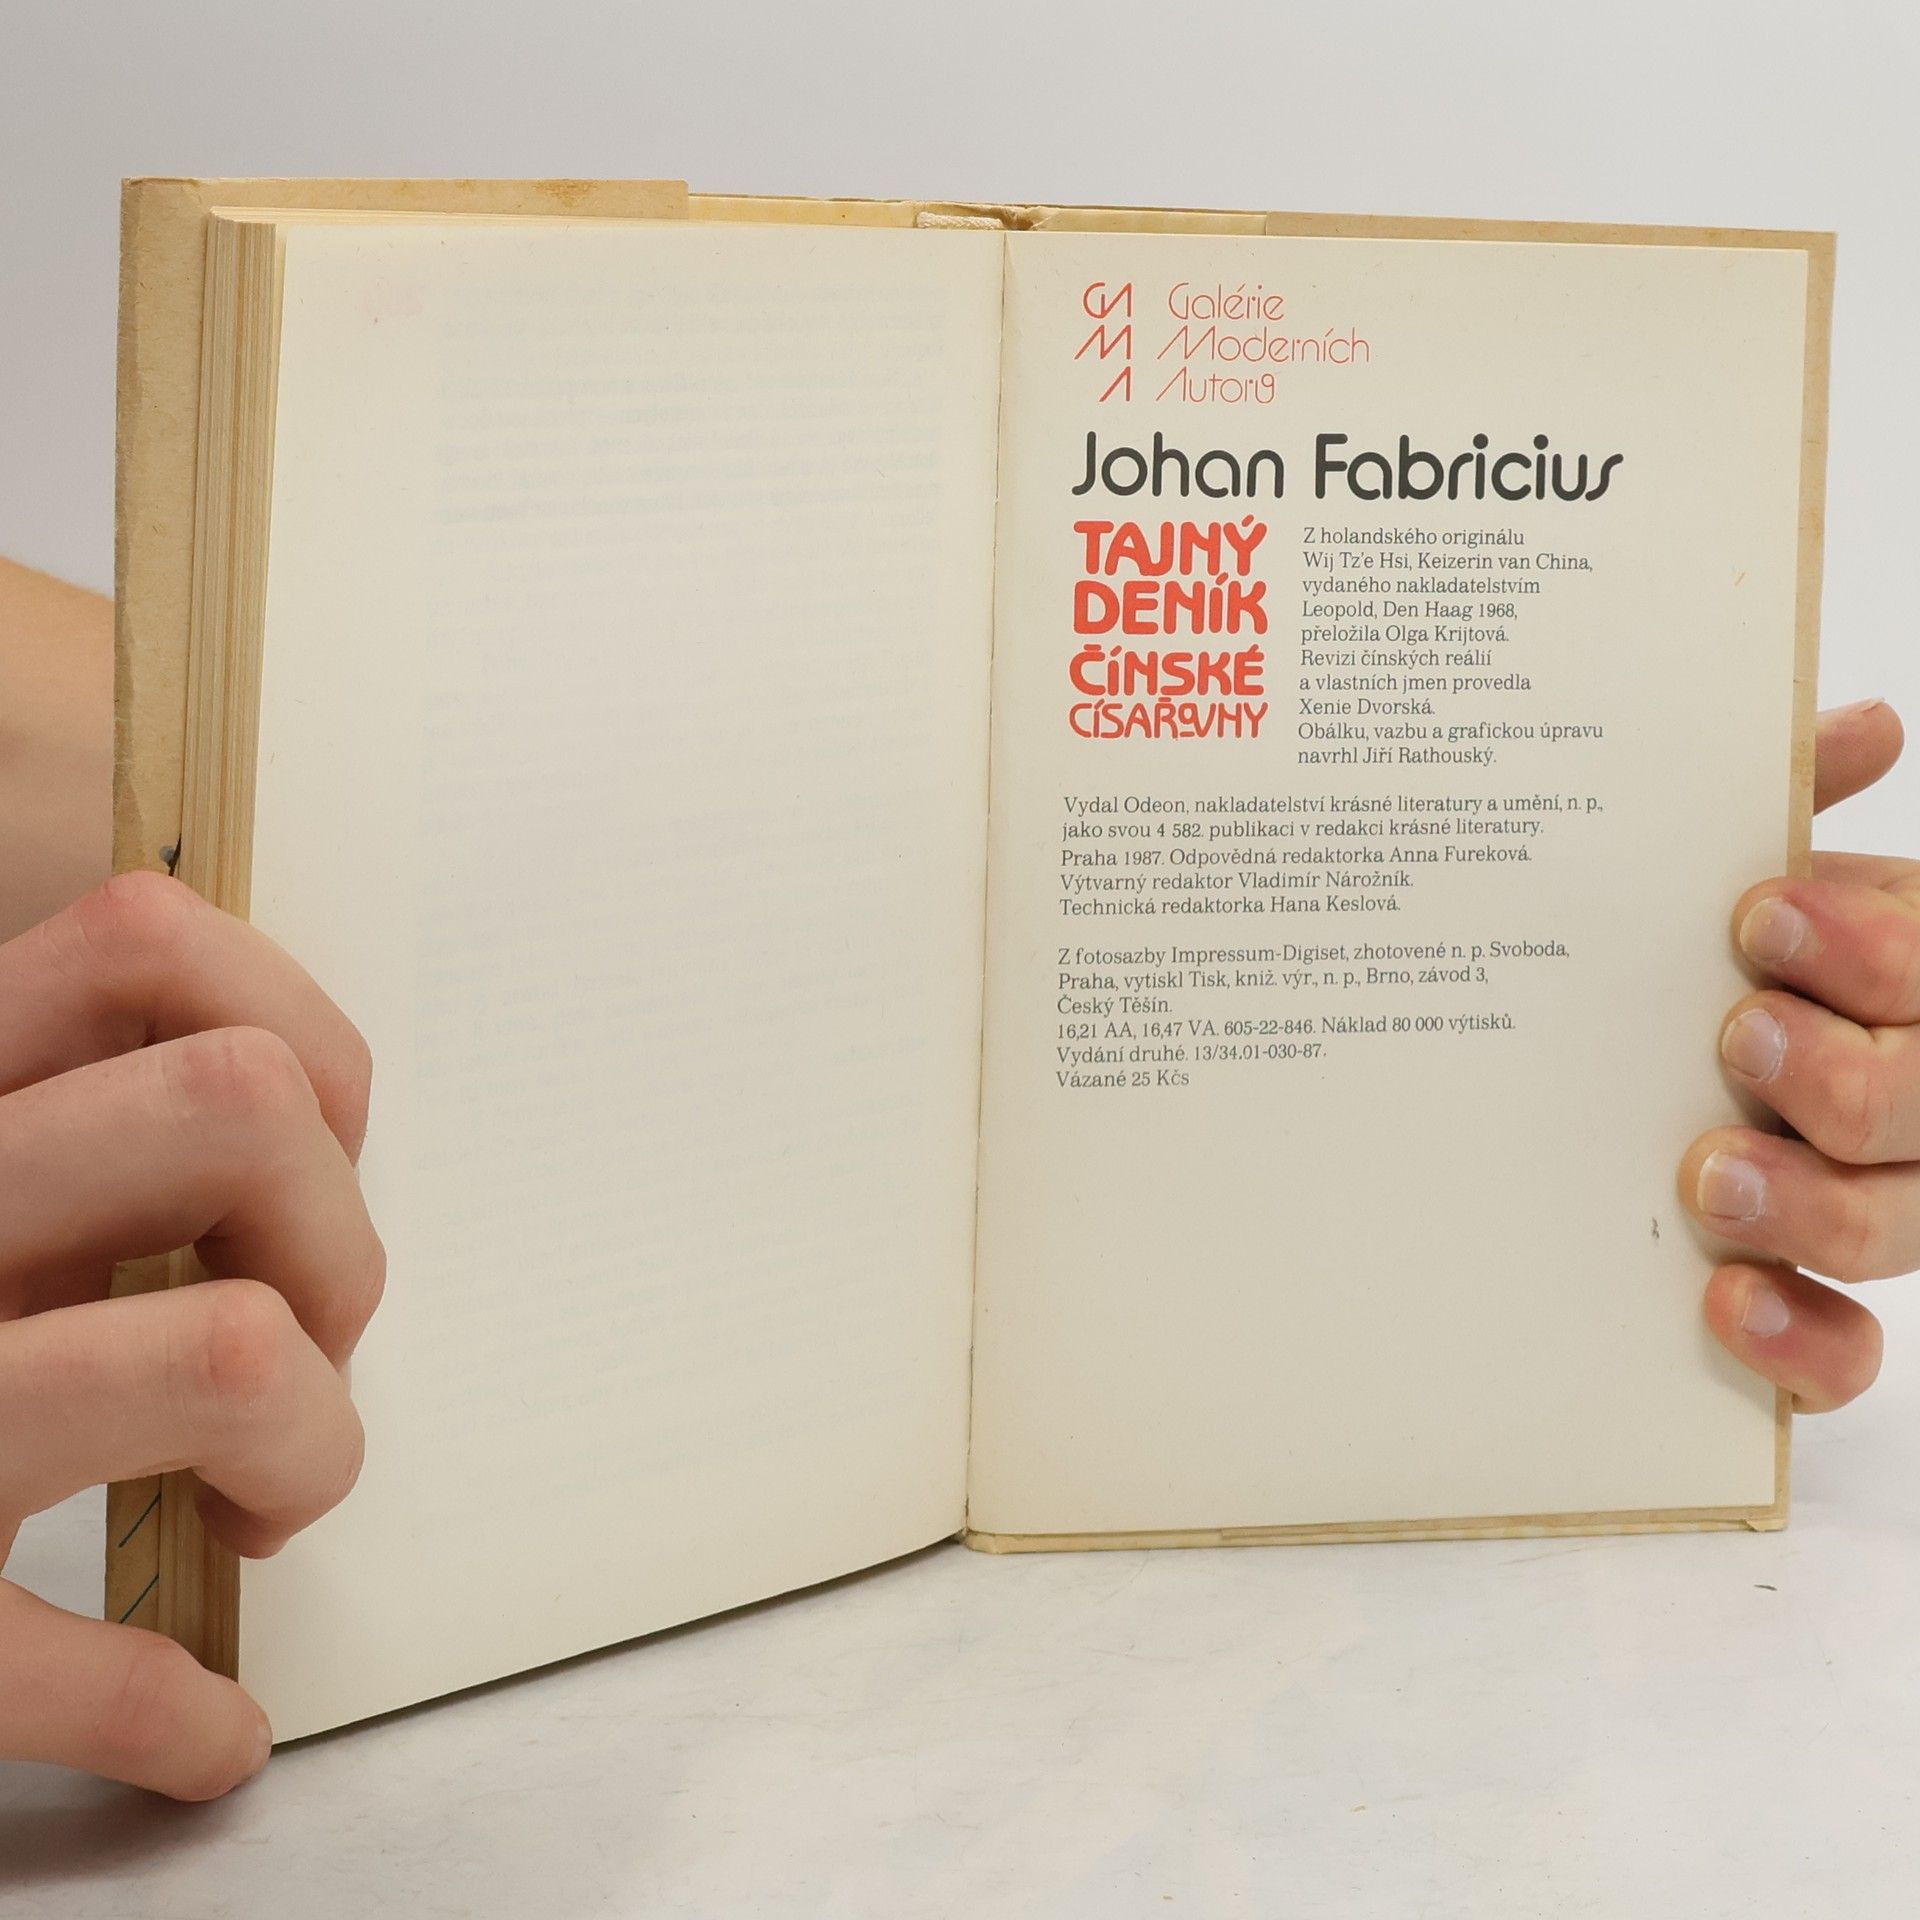 GA Galérie
M Moderních
A Autorů
Johan Fabricius
TAJNÝ
DENÍK
ČÍNSKÉ
CÍSAŘOVNY
Z holandského originálu
Wij Tz'e Hsi, Keizerin van China,
vydaného nakladatelstvím
Leopold, Den Haag 1968,
přeložila Olga Krijtová.
Revizi čínských reálií
a vlastních jmen provedla
Xenie Dvorská.
Obálku, vazbu a grafickou úpravu
navrhl Jiří Rathouský.
Vydal Odeon, nakladatelství krásné literatury a umění, n. p.,
jako svou 4 582. publikaci v redakci krásné literatury.
Praha 1987. Odpovědná redaktorka Anna Fureková.
Výtvarný redaktor Vladimír Nárožník.
Technická redaktorka Hana Keslová.
Z fotosazby Impressum-Digiset, zhotovené n. p. Svoboda,
Praha, vytiskl Tisk, kniž. výr., n. p., Brno, závod 3,
Český Těšín.
16,21 AA, 16,47 VA. 605-22-846. Náklad 80 000 výtisků.
Vydání druhé. 13/34.01-030-87.
Vázané 25 Kčs